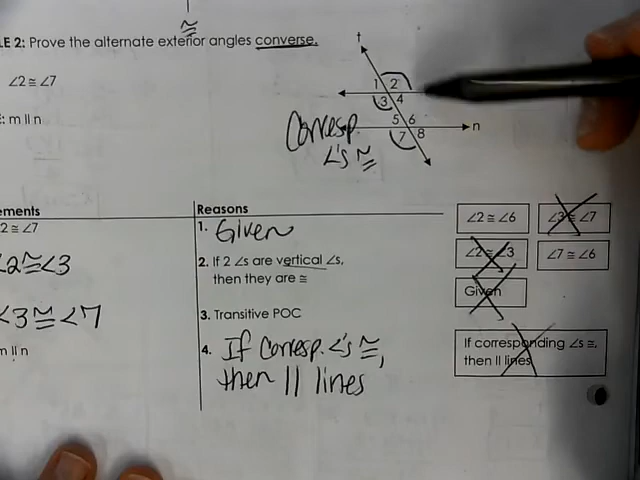 ≅
LE 2: Prove the alternate exterior angles converse.
∠2 ≅ ∠7
: m ll n
t
1 2
3 4
5 6
7 8
n
Corresp.
∠'s ≅
ements
Reasons
2 ≅ ∠7
1. Given
∠2 ≅ ∠3
2. If 2 ∠s are vertical ∠s,
then they are ≅
∠3 ≅ ∠7
3. Transitive POC
m ll n
4. If corresp. ∠'s ≅,
then || lines
∠2 ≅ ∠6
∠3 ≅ ∠7
∠2 ≅ ∠3
∠7 ≅ ∠6
Given
If corresponding ∠s ≅,
then ll lines